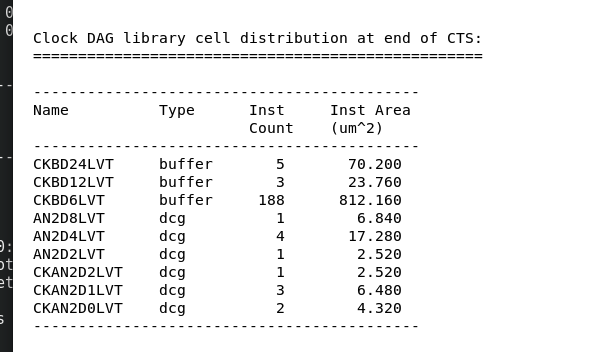 Clock DAG library cell distribution at end of CTS:
==================================================
-------------------------------------------
Name Type Inst Inst Area
Count (um^2)
-------------------------------------------
CKBD24LVT buffer 5 70.200
CKBD12LVT buffer 3 23.760
CKBD6LVT buffer 188 812.160
AN2D8LVT dcg 1 6.840
AN2D4LVT dcg 4 17.280
AN2D2LVT dcg 1 2.520
CKAN2D2LVT dcg 1 2.520
CKAN2D1LVT dcg 3 6.480
CKAN2D0LVT dcg 2 4.320
-------------------------------------------